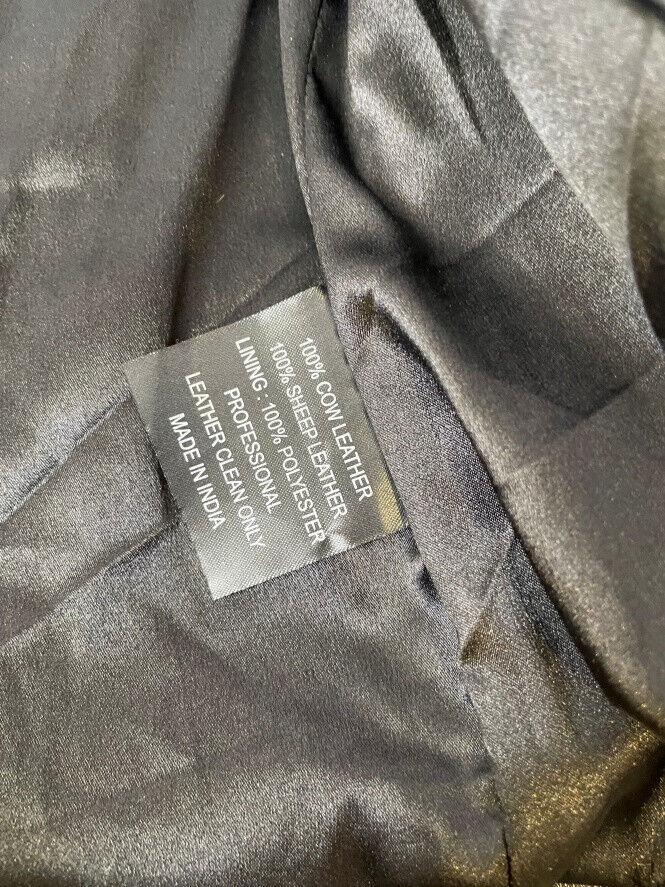 100% COW LEATHER
100% SHEEP LEATHER
LINING : 100% POLYESTER
PROFESSIONAL
LEATHER CLEAN ONLY
MADE IN INDIA